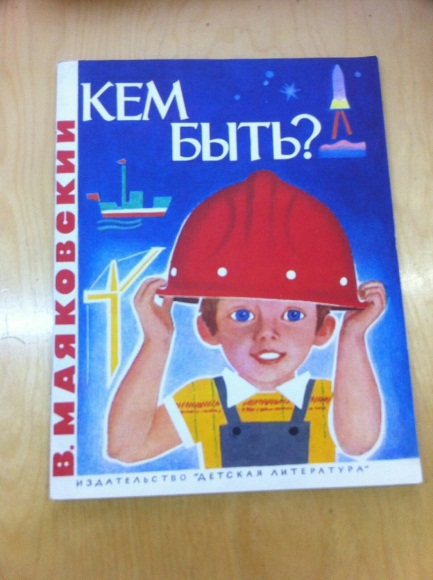 КЕМ
БЫТЬ?
В. МАЯКОВСКИЙ
ИЗДАТЕЛЬСТВО "ДЕТСКАЯ ЛИТЕРАТУРА"